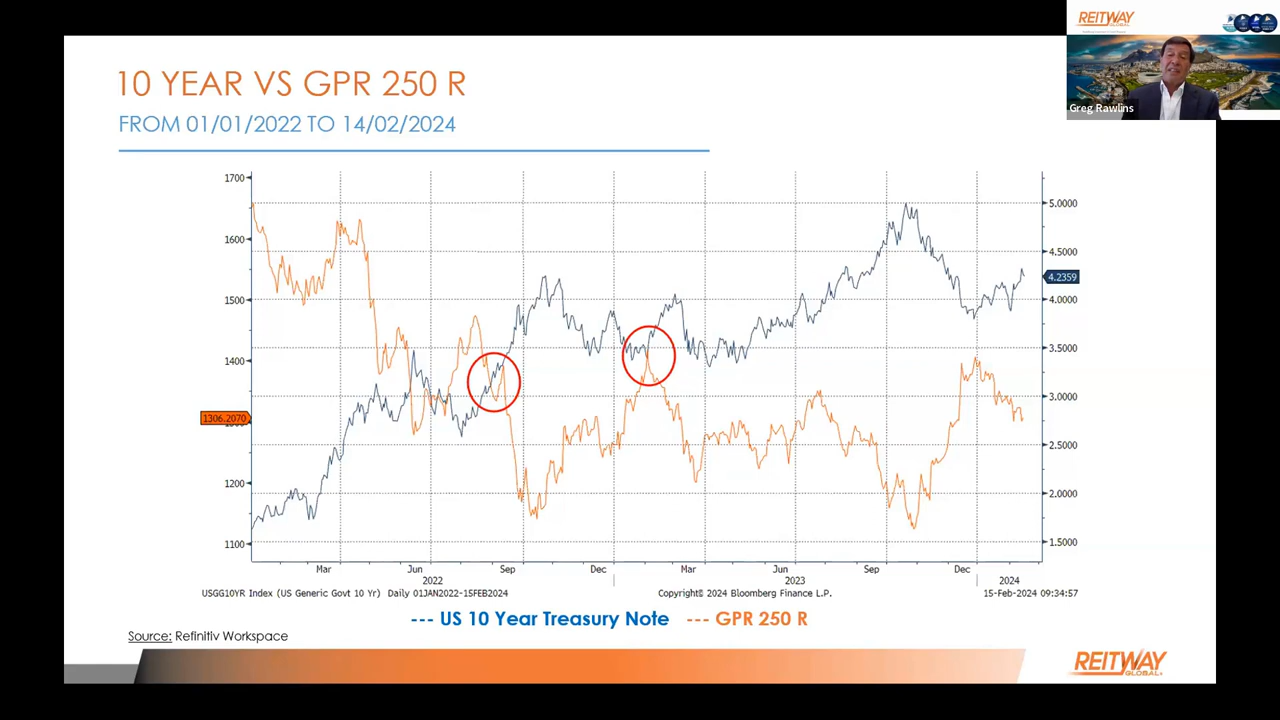 10 YEAR VS GPR 250 R
FROM 01/01/2022 TO 14/02/2024
REITWAY
GLOBAL
Greg Rawlins
1700
1600
1500
1400
1200
1100
1306.2070
5.0000
4.5000
4.2359
4.0000
3.5000
3.0000
2.5000
2.0000
1.5000
Mar Jun Sep Dec Mar Jun Sep Dec
2022 2023 2024
USGG10YR Index (US Generic Govt 10 Yr) Daily 01JAN2022-15FEB2024 Copyright© 2024 Bloomberg Finance L.P. 15-Feb-2024 09:34:57
--- US 10 Year Treasury Note --- GPR 250 R
Source: Refinitiv Workspace
REITWAY
GLOBAL